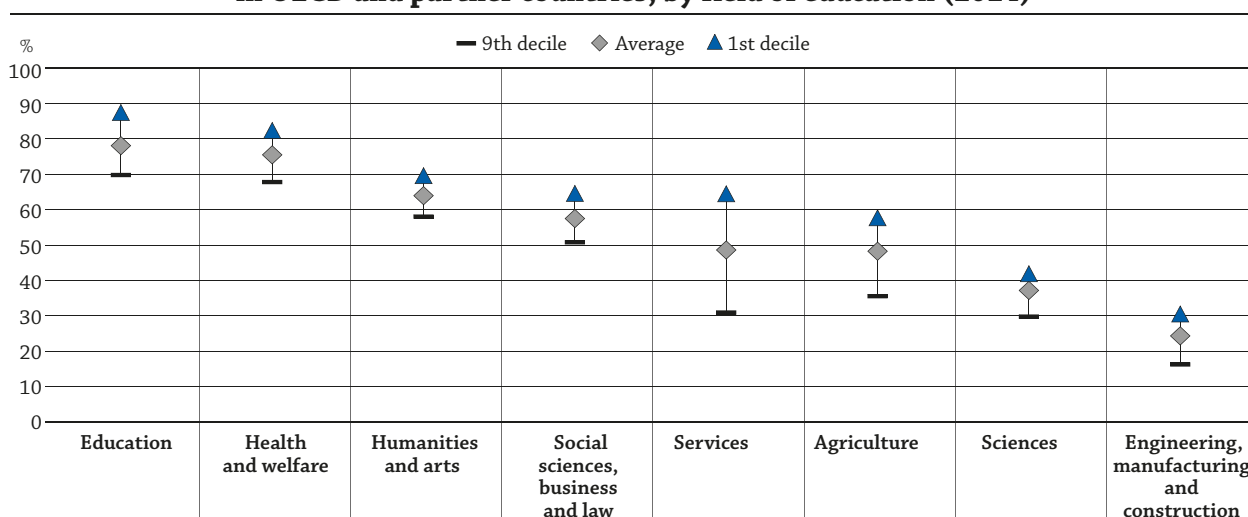 in OECD and partner countries, by field of education (2014)
%
9th decile Average 1st decile
100
90
80
70
60
50
40
30
20
10
0
Education
Health
and welfare
Humanities
and arts
Social
sciences,
business
and law
Services
Agriculture
Sciences
Engineering,
manufacturing
and
construction